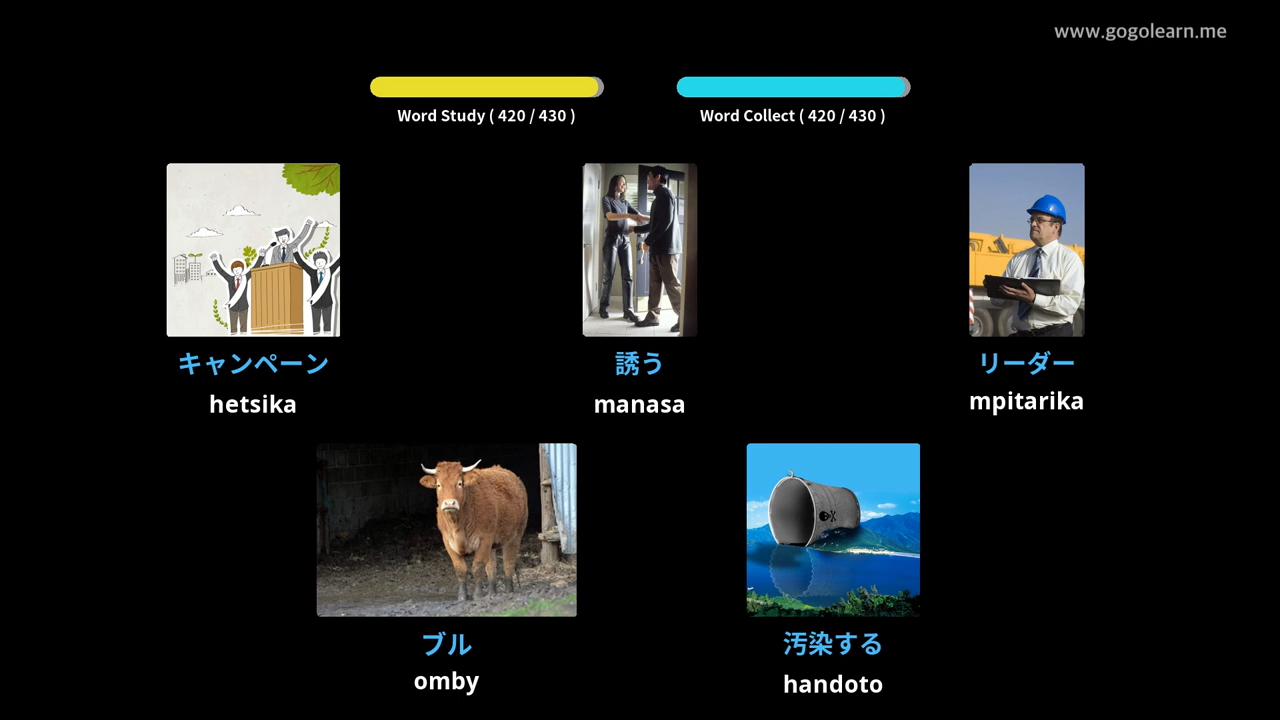 www.gogolearn.me
Word Study ( 420 / 430 )
Word Collect ( 420 / 430 )
キャンペーン
hetsika
誘う
manasa
リーダー
mpitarika
ブル
omby
汚染する
handoto